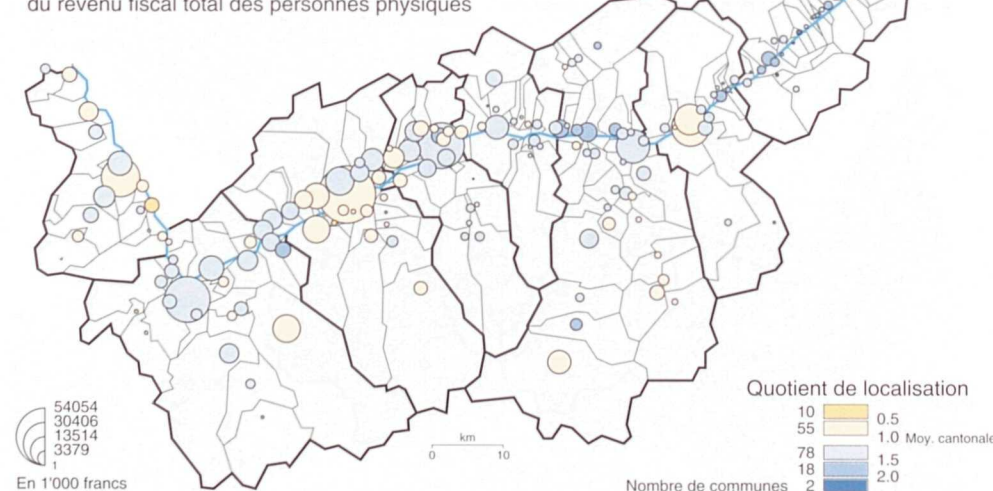 du revenu fiscal total des personnes physiques
54054
30406
13514
3379
1
En 1'000 francs
km
0 10
Quotient de localisation
10
0.5
55
1.0 Moy. cantonale
78
1.5
18
2.0
Nombre de communes 2